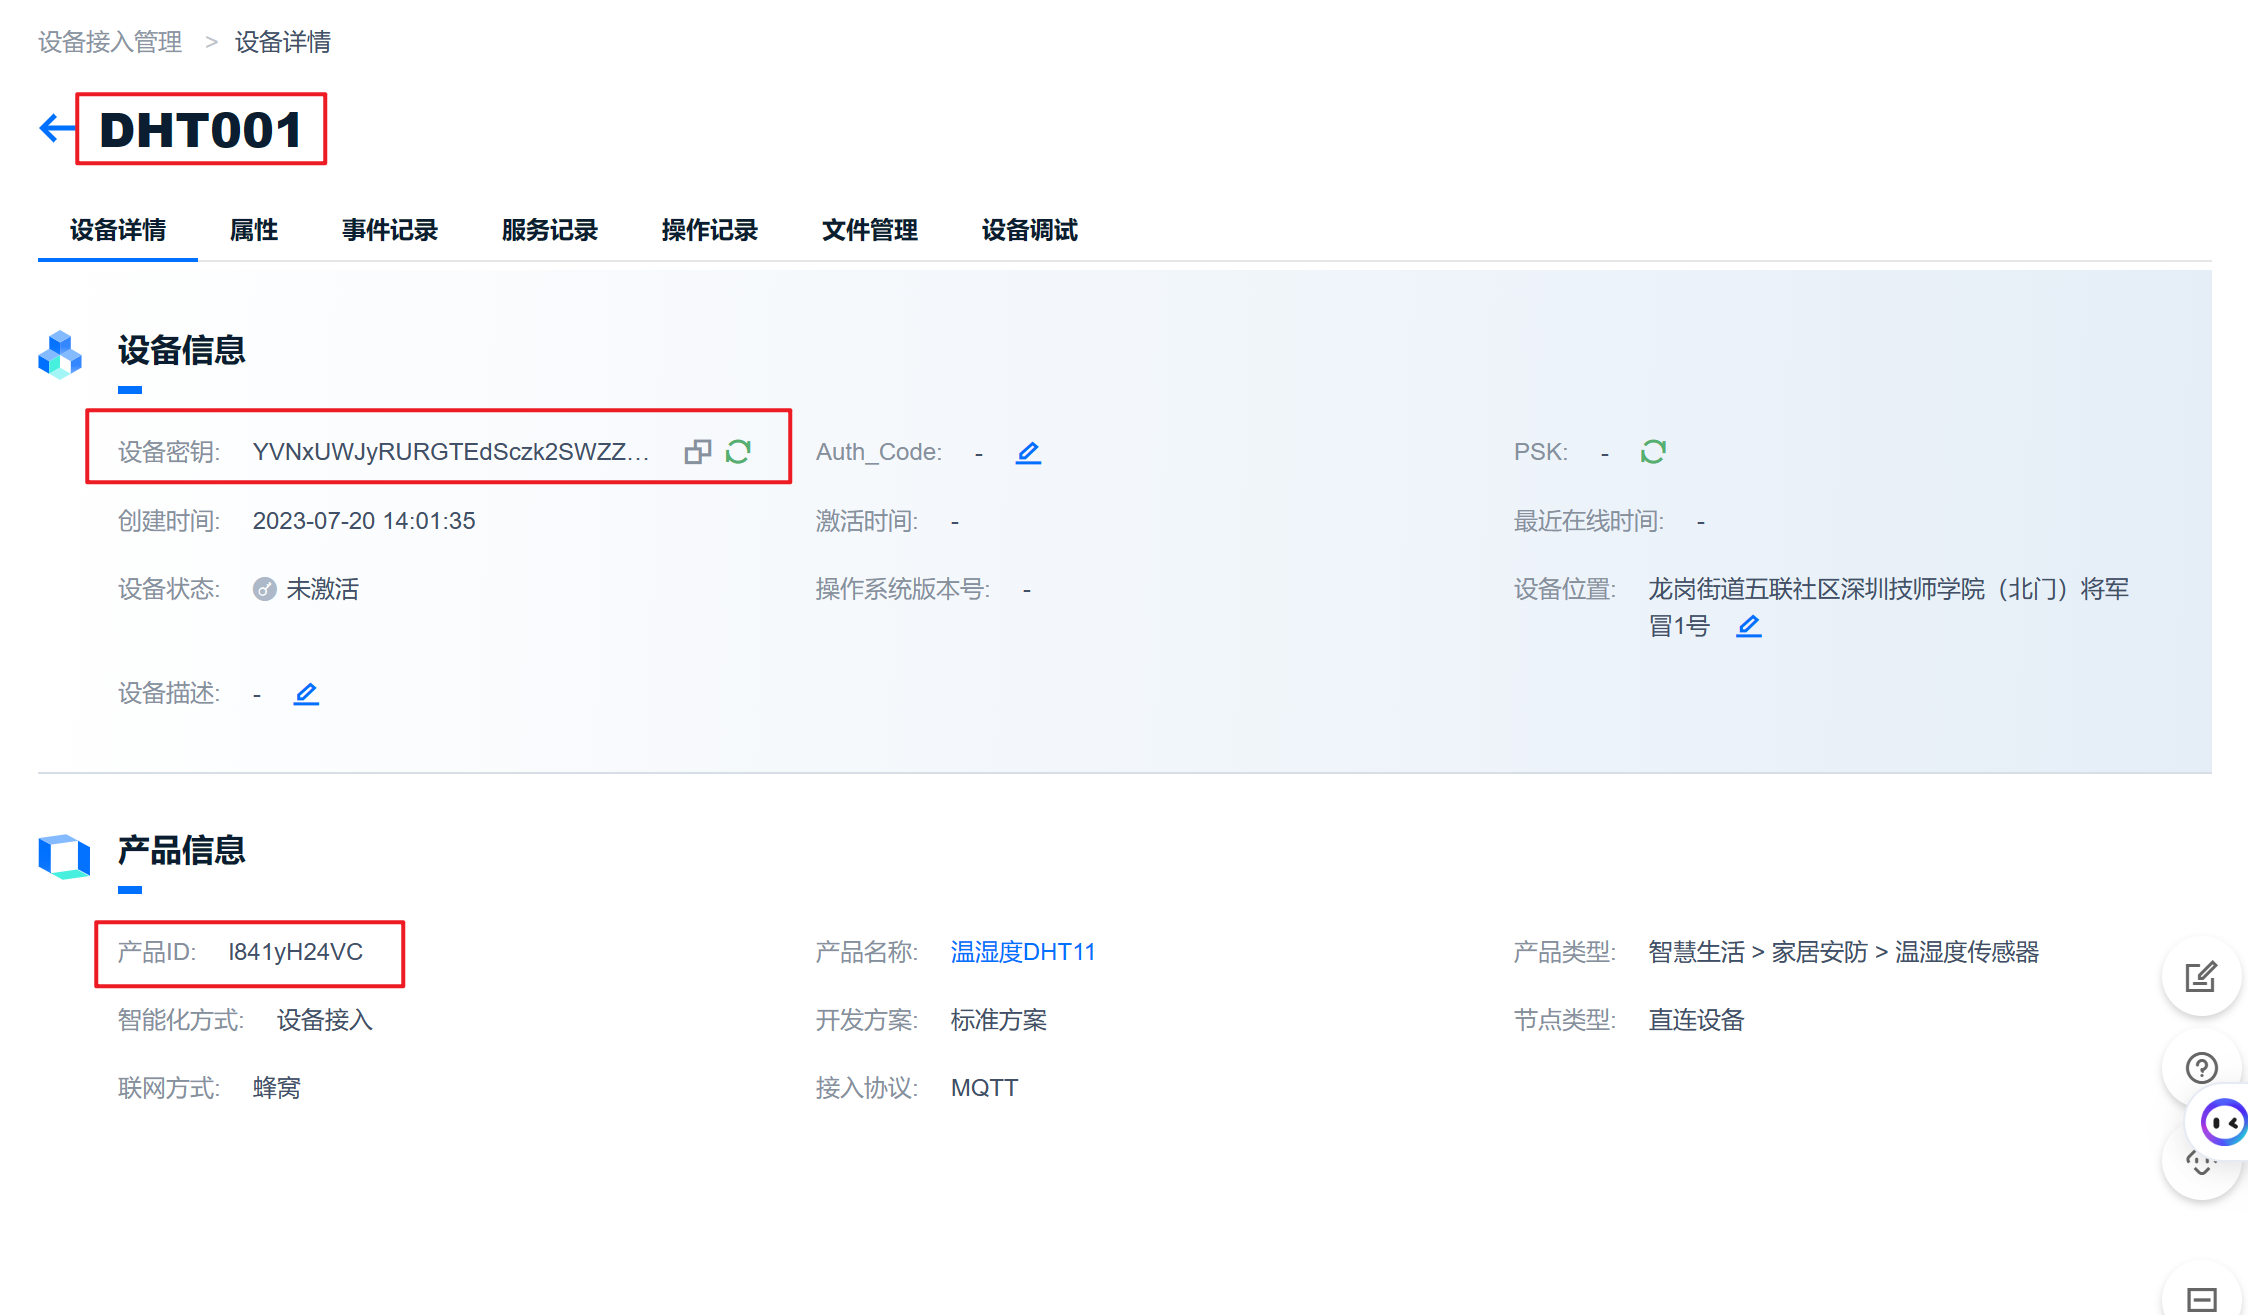 设备接入管理 > 设备详情
DHT001
设备详情 属性 事件记录 服务记录 操作记录 文件管理 设备调试
设备信息
设备密钥: YVNxUWJyRURGTEdSczk2SWZZ... Auth_Code: - PSK: -
创建时间: 2023-07-20 14:01:35 激活时间: - 最近在线时间: -
设备状态: 未激活 操作系统版本号: - 设备位置: 龙岗街道五联社区深圳技师学院（北门）将军
冒1号
设备描述: -
产品信息
产品ID: I841yH24VC 产品名称: 温湿度DHT11 产品类型: 智慧生活 > 家居安防 > 温湿度传感器
智能化方式: 设备接入 开发方案: 标准方案 节点类型: 直连设备
联网方式: 蜂窝 接入协议: MQTT